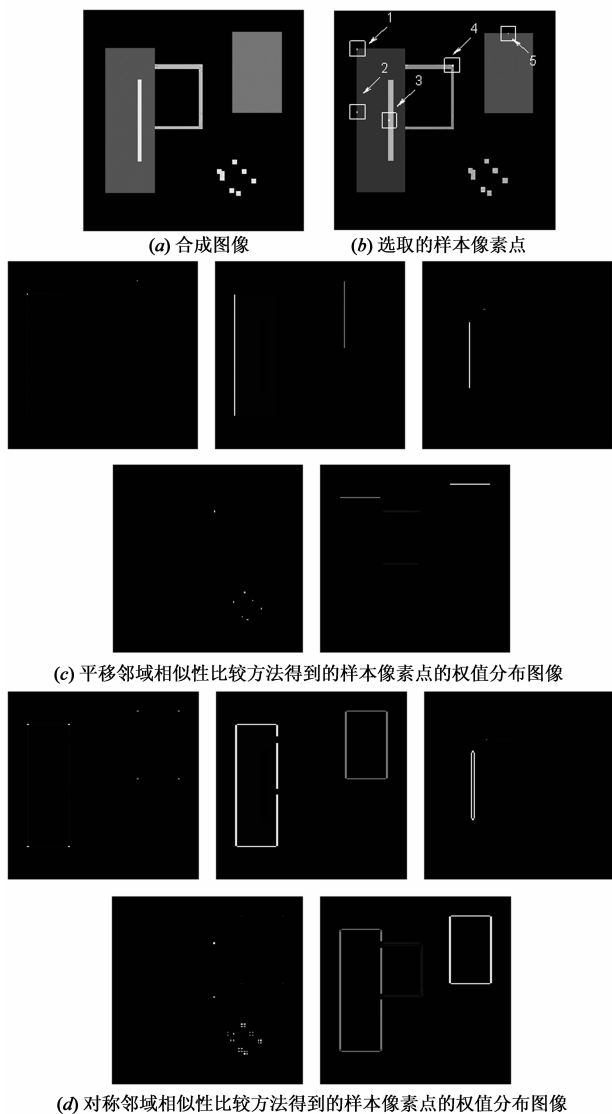 1
4
2
3
5
(a) 合成图像
(b) 选取的样本像素点
(c) 平移邻域相似性比较方法得到的样本像素点的权值分布图像
(d) 对称邻域相似性比较方法得到的样本像素点的权值分布图像